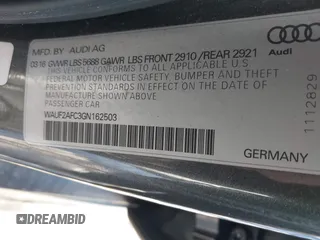 MFD. BY AUDI AG
03/16 GVWR LBS 5688 GAWR LBS FRONT 2910/REAR 2921
THIS VEHICLE CONFORMS TO ALL APPLICABLE
FEDERAL MOTOR VEHICLE SAFETY, BUMPER AND THEFT
PREVENTION STANDARDS IN EFFECT ON THE DATE OF
MANUFACTURE SHOWN ABOVE.
PASSENGER CAR
WAUF2AFC3GN162503
Audi
1112829
GERMANY
DREAMBID
DREAMBID